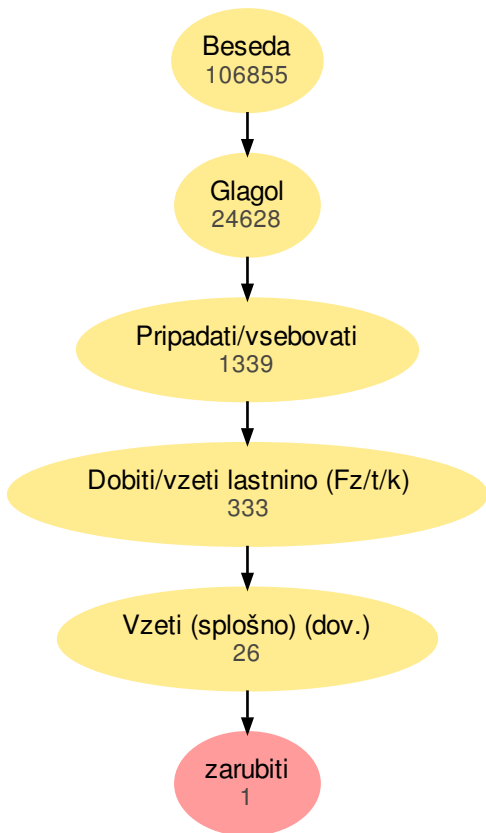 Beseda
106855
Glagol
24628
Pripadati/vsebovati
1339
Dobiti/vzeti lastnino (Fz/t/k)
333
Vzeti (splošno) (dov.)
26
zarubiti
1